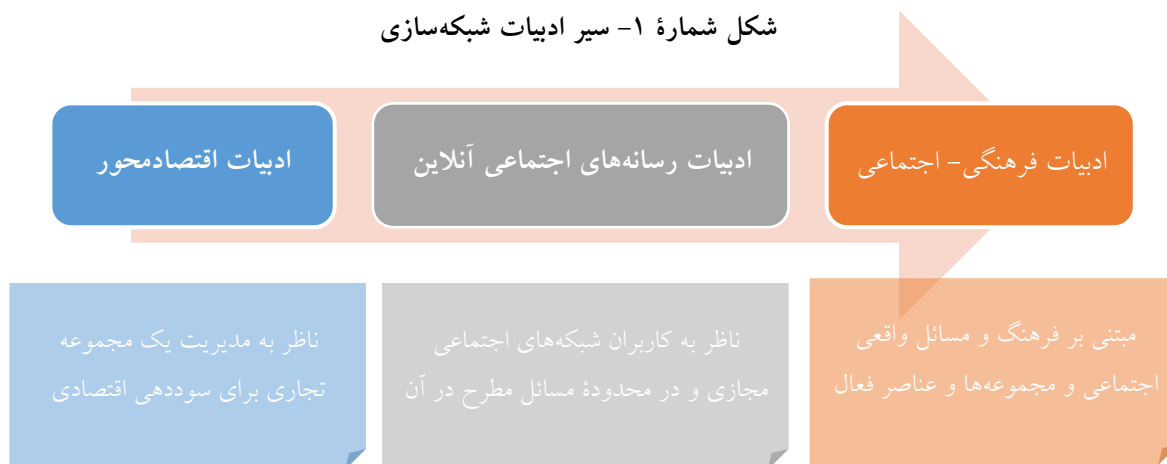 شکل شمارۀ ۱- سیر ادبیات شبکه‌سازی
ادبیات اقتصادمحور
ادبیات رسانه‌های اجتماعی آنلاین
ادبیات فرهنگی- اجتماعی
ناظر به مدیریت یک مجموعه
تجاری برای سوددهی اقتصادی
ناظر به کاربران شبکه‌های اجتماعی
مجازی و در محدودۀ مسائل مطرح در آن
مبتنی بر فرهنگ و مسائل واقعی
اجتماعی و مجموعه‌ها و عناصر فعال